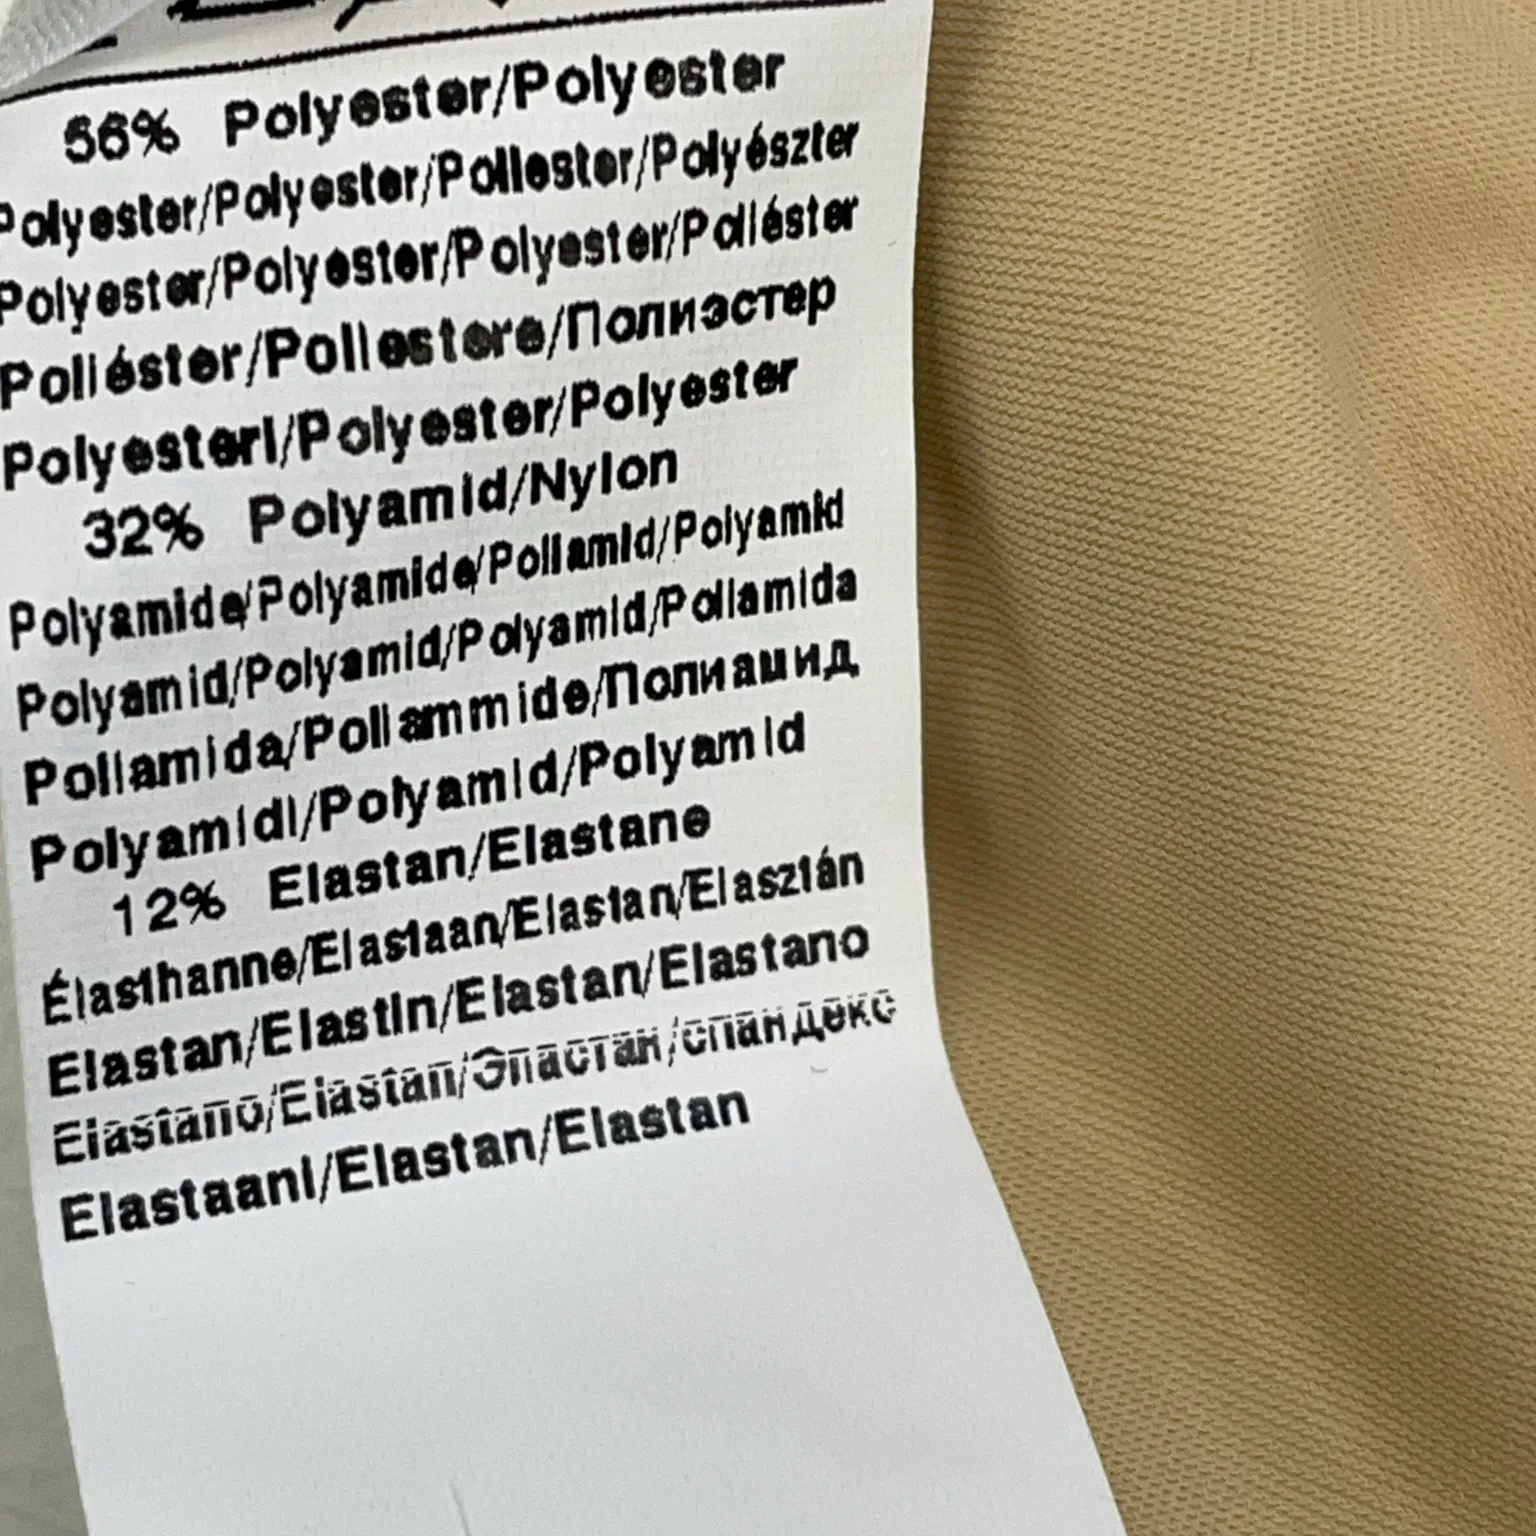 56% Polyester/Polyester
Polyester/Polyester/Poliester/Polyészter
Polyester/Polyester/Polyester/Poliéster
Poliéster/Poliestere/Полиэстер
Polyesteri/Polyester/Polyester
32% Polyamid/Nylon
Polyamide/Polyamide/Poliamid/Polyamid
Polyamid/Polyamid/Polyamid/Poliamida
Poliamida/Poliammide/Полиамид
Polyamidi/Polyamid/Polyamid
12% Elastan/Elastane
Élasthanne/Elastaan/Elastan/Elasztán
Elastan/Elastin/Elastan/Elastano
Elastano/Elastan/Эластан/спандекс
Elastaani/Elastan/Elastan